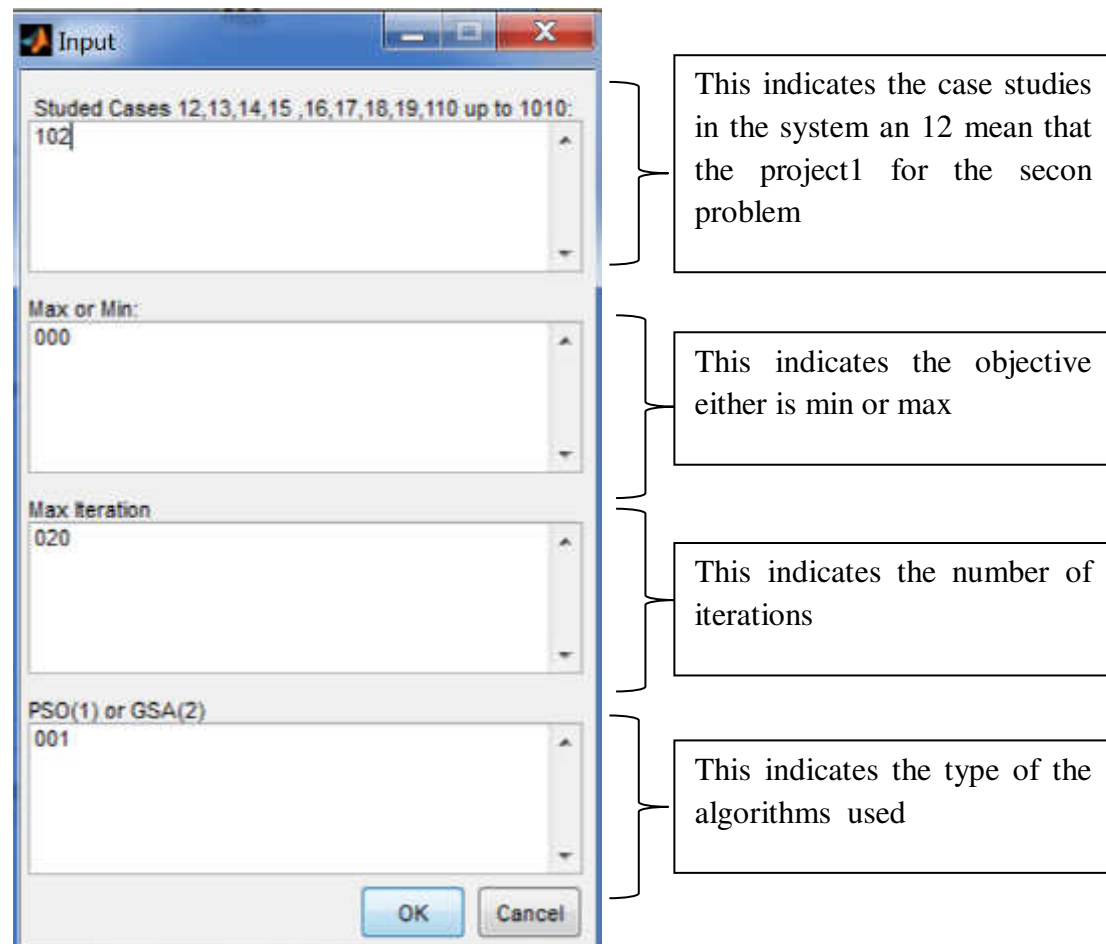 Input
Studed Cases 12,13,14,15 ,16,17,18,19,110 up to 1010:
102
This indicates the case studies
in the system an 12 mean that
the project1 for the secon
problem
Max or Min:
000
This indicates the objective
either is min or max
Max Iteration
020
This indicates the number of
iterations
PSO(1) or GSA(2)
001
This indicates the type of the
algorithms used
OK
Cancel